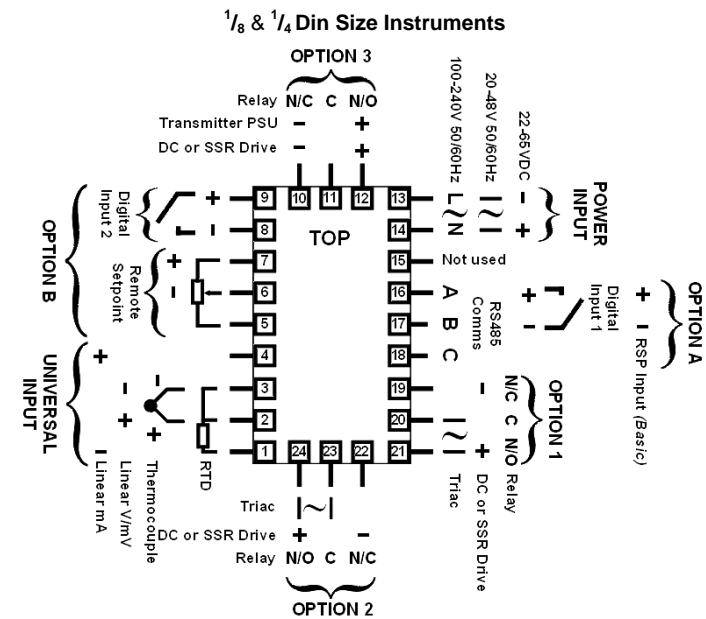 1/8 & 1/4 Din Size Instruments
OPTION 3
Relay N/C C N/O
Transmitter PSU − +
DC or SSR Drive − +
100-240V 50/60Hz
20-48V 50/60Hz
22-65VDC
POWER
INPUT
L
~
N
~
−
+
9
10
11
12
13
8
TOP
14
7
15 Not used
6
16 A
5
17 B
4
18 C
3
19
2
20
1
24
23
22
21
OPTION B
Digital
Input 2
+
−
Remote
Setpoint
+
−
UNIVERSAL
INPUT
+
−
+
−
+
−
Linear mA
Linear V/mV
Thermocouple
RTD
RS485
Comms
+
−
Digital
Input 1
+
−
RSP Input (Basic)
OPTION A
OPTION 1
N/C C N/O Relay
− + DC or SSR Drive
~ Triac
Triac ~
DC or SSR Drive + −
Relay N/O C N/C
OPTION 2